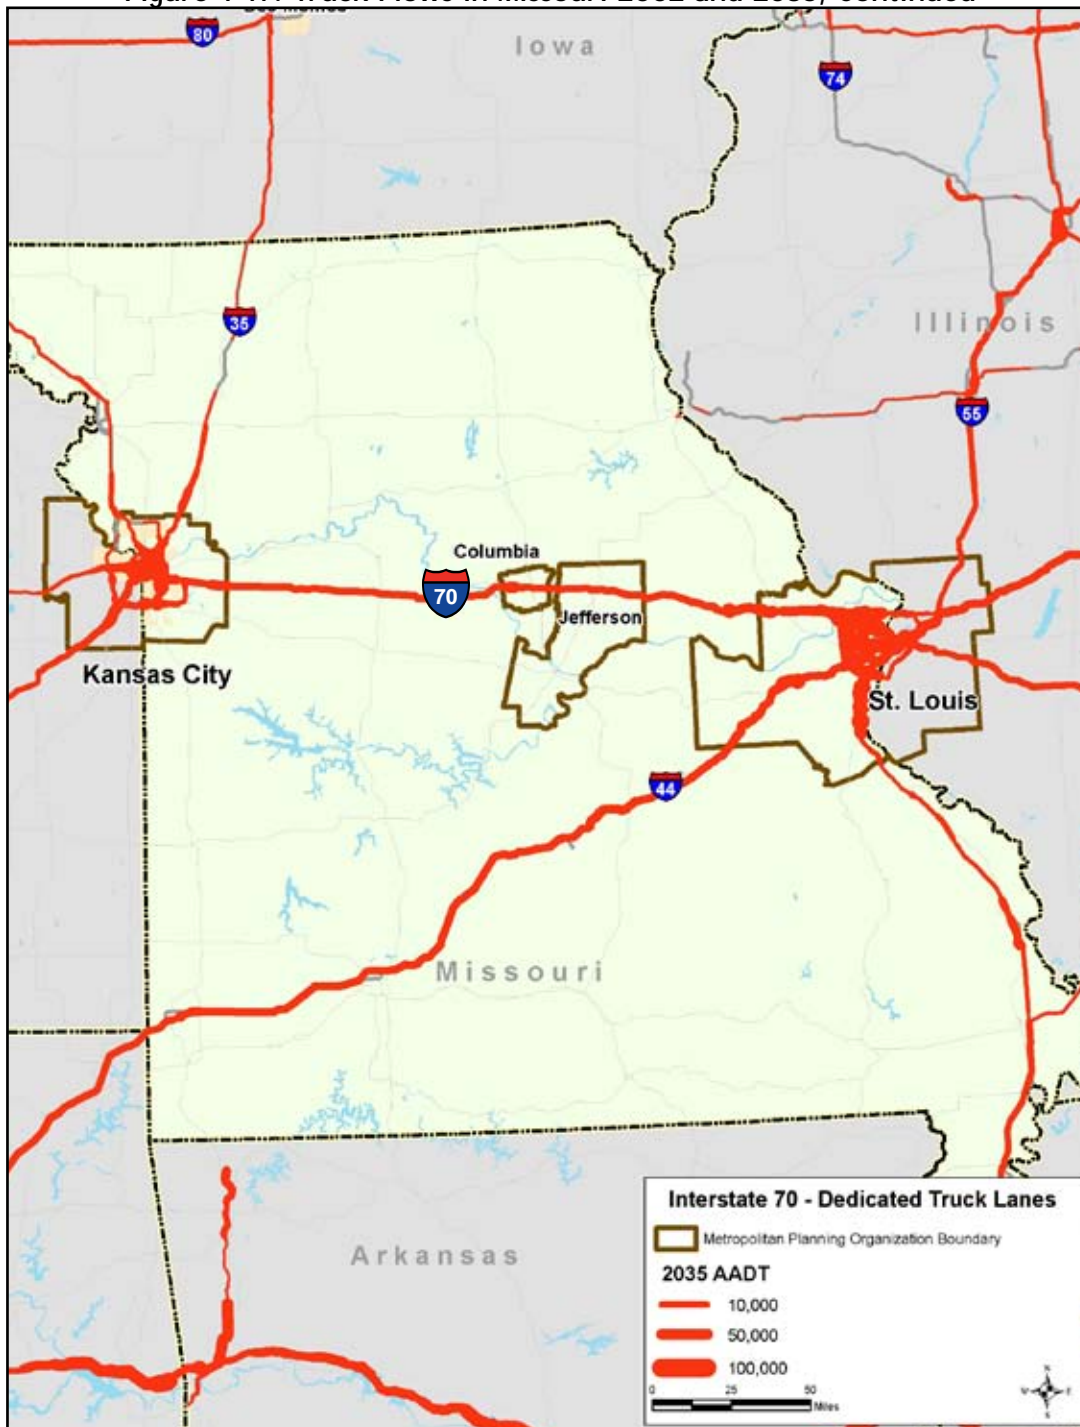 Iowa
80
74
35
Illinois
55
Columbia
70
Jefferson
Kansas City
St. Louis
44
Missouri
Arkansas
Interstate 70 - Dedicated Truck Lanes
Metropolitan Planning Organization Boundary
2035 AADT
10,000
50,000
100,000
0 25 50
Miles
N
W E
S